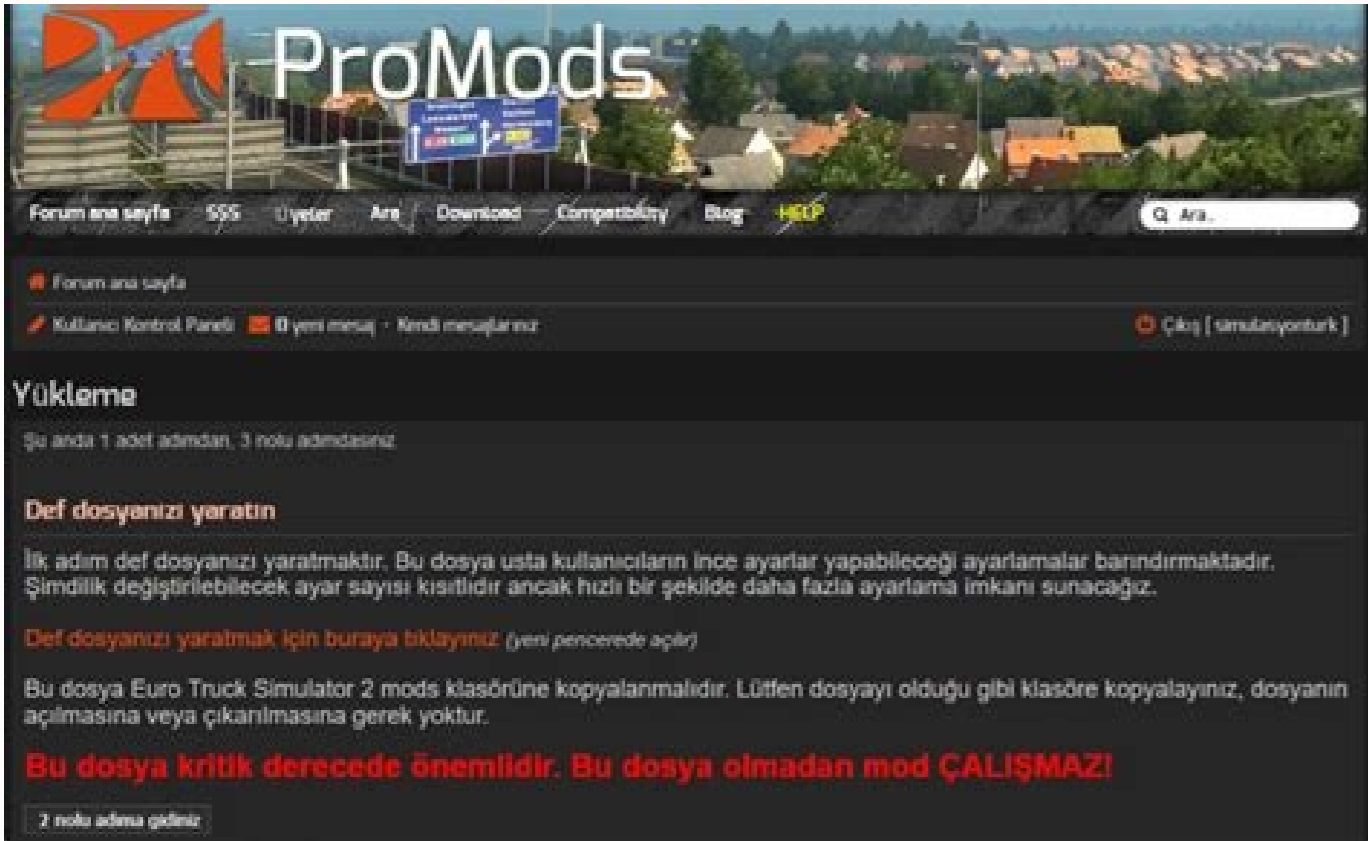 ProMods
Forum ana sayfa SSS Üyeler Ara Download Compatibility Blog HELP
Ara..
Forum ana sayfa
Kullanıcı Kontrol Paneli 0 yeni mesaj • Kendi mesajlarınız
Çıkış [ simulasyonturk ]
Yükleme
Şu anda 1 adet adımdan, 3 nolu adımdasınız
Def dosyanizi yaratin
İlk adım def dosyanızı yaratmaktır. Bu dosya usta kullanıcıların ince ayarlar yapabileceği ayarlamalar barındırmaktadır.
Şimdilik değiştirilebilecek ayar sayısı kısıtlıdır ancak hızlı bir şekilde daha fazla ayarlama imkanı sunacağız.
Def dosyanızı yaratmak için buraya tıklayınız (yeni pencerede açılır)
Bu dosya Euro Truck Simulator 2 mods klasörüne kopyalanmalıdır. Lütfen dosyayı olduğu gibi klasöre kopyalayınız, dosyanın
açılmasına veya çıkarılmasına gerek yoktur.
Bu dosya kritik derecede önemlidir. Bu dosya olmadan mod ÇALIŞMAZ!
2 nolu adıma gidiniz